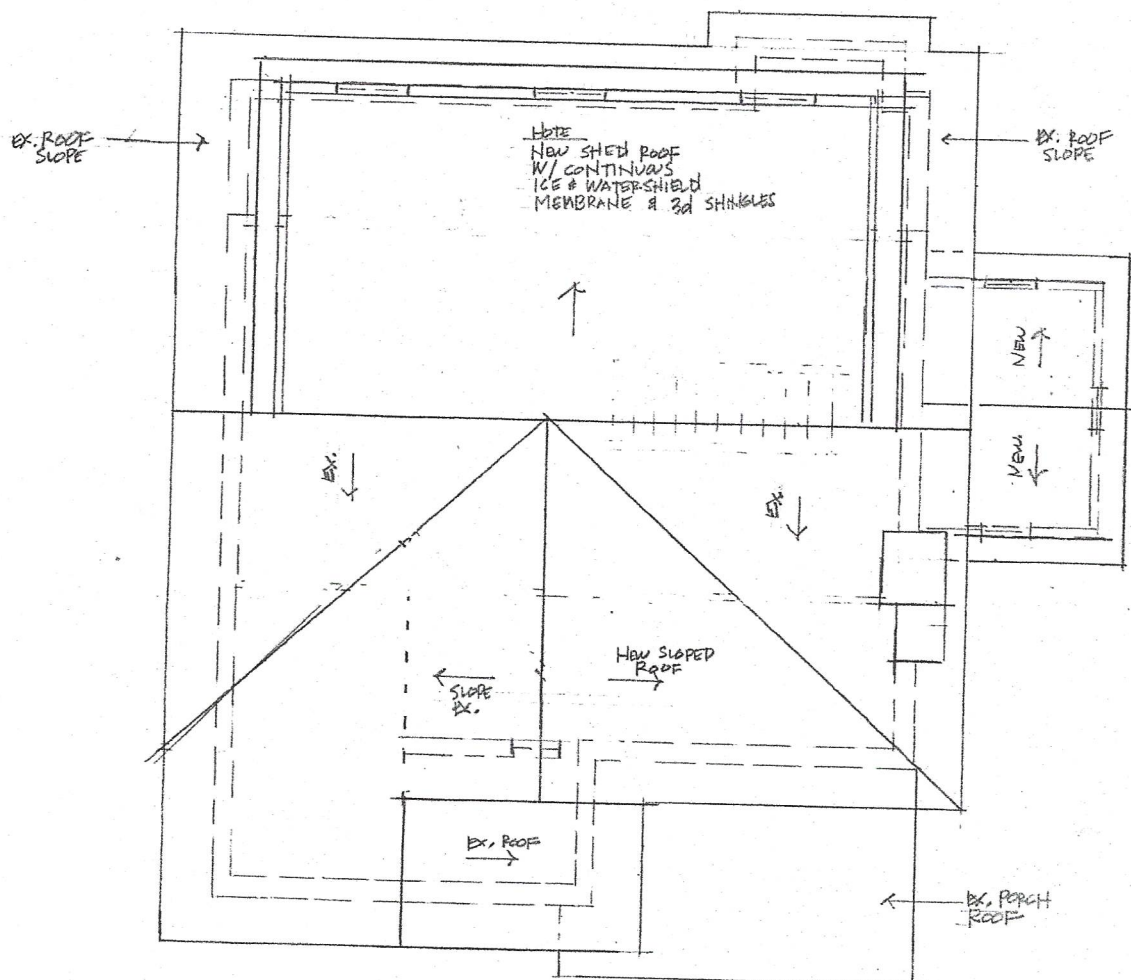 EX. ROOF
SLOPE
NOTE
NEW SHED ROOF
W/ CONTINUOUS
ICE & WATERSHIELD
MEMBRANE & 3d SHINGLES
EX. ROOF
SLOPE
NEW
NEW
EX.
EX.
NEW SLOPED
ROOF
SLOPE
EX.
EX. ROOF
EX. PORCH
ROOF